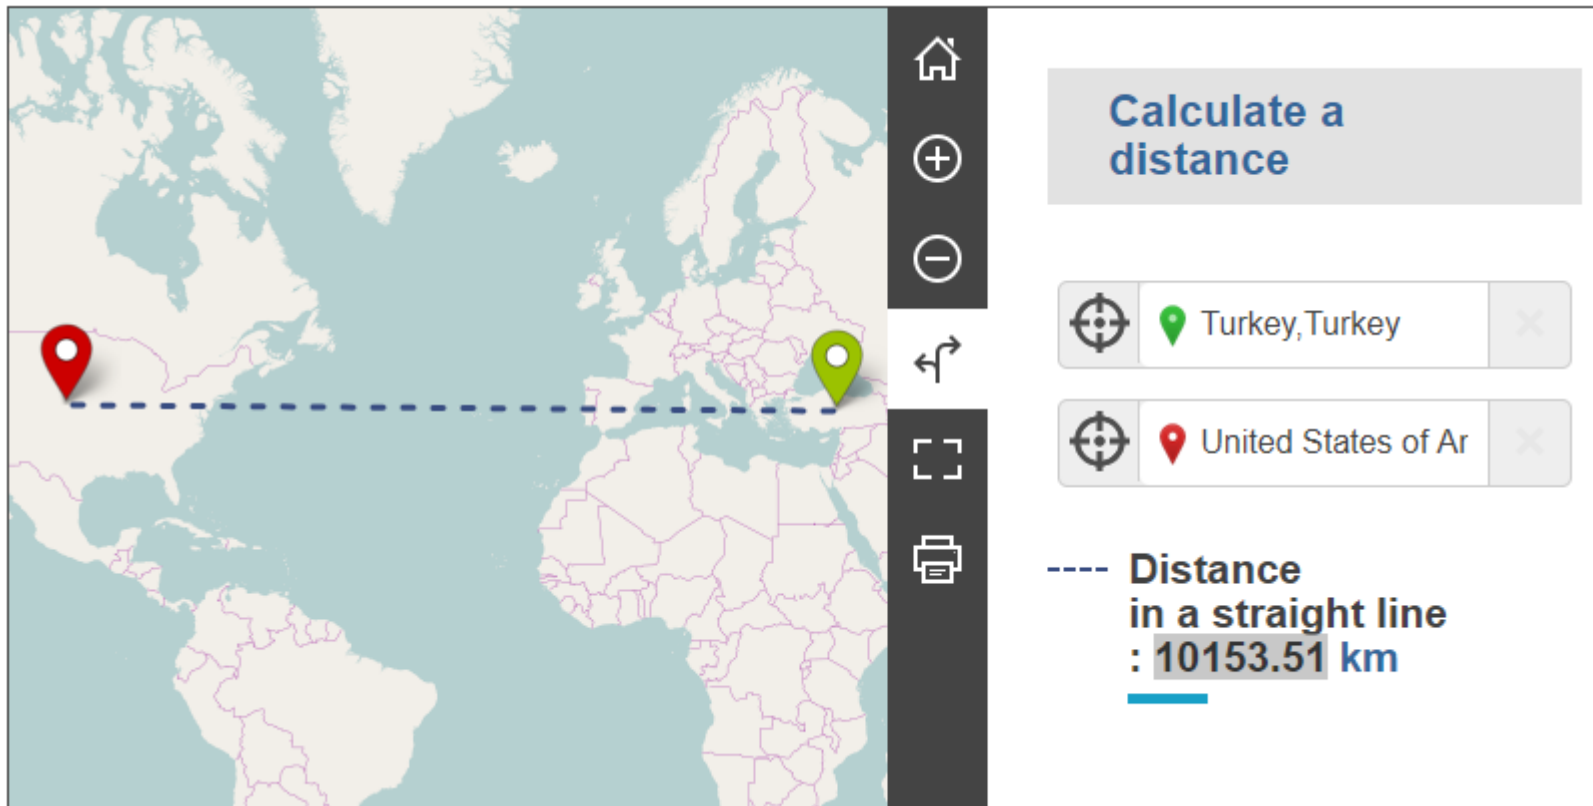 Calculate a
distance
Turkey,Turkey
United States of Ar
Distance
in a straight line
: 10153.51 km